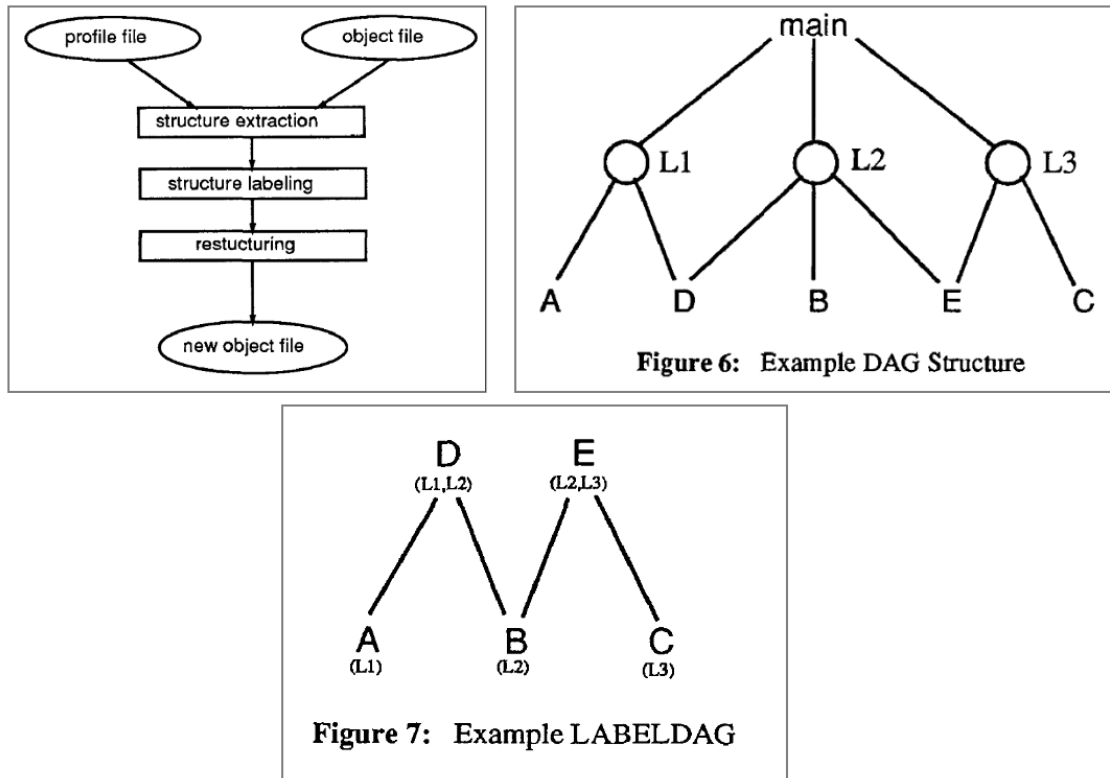 profile file
object file
structure extraction
structure labeling
restucturing
new object file
main
L1
L2
L3
A
D
B
E
C
Figure 6: Example DAG Structure
D
E
(L1,L2)
(L2,L3)
A
B
C
(L1)
(L2)
(L3)
Figure 7: Example LABELDAG